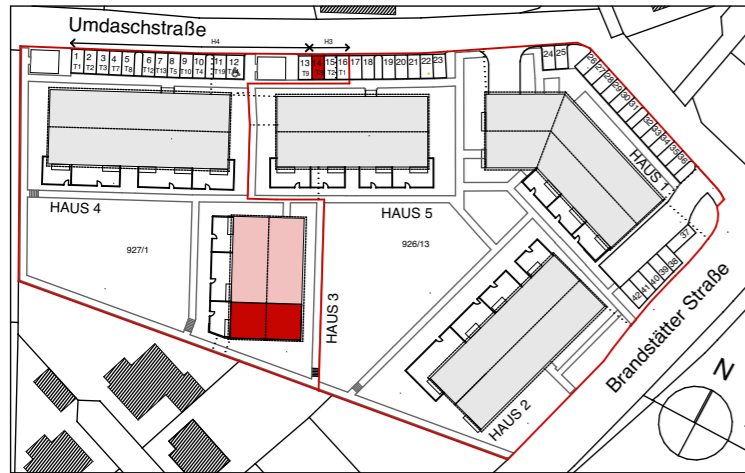 Umdaschstraße
H4
H3
1 2 3 4 5 6 7 8 9 10 11 12
T1 T2 T3 T7 T8 T12 T13 T5 T10 T4 T19 T6
13 14 15 16 17 18 19 20 21 22 23
T9 T3 T2 T1
24 25
26
27
28
29
30
31
32
33
34
35
36
HAUS 1
HAUS 4
HAUS 5
927/1
926/13
HAUS 3
37
38
39
40
41
42
HAUS 2
Brandstätter Straße
N